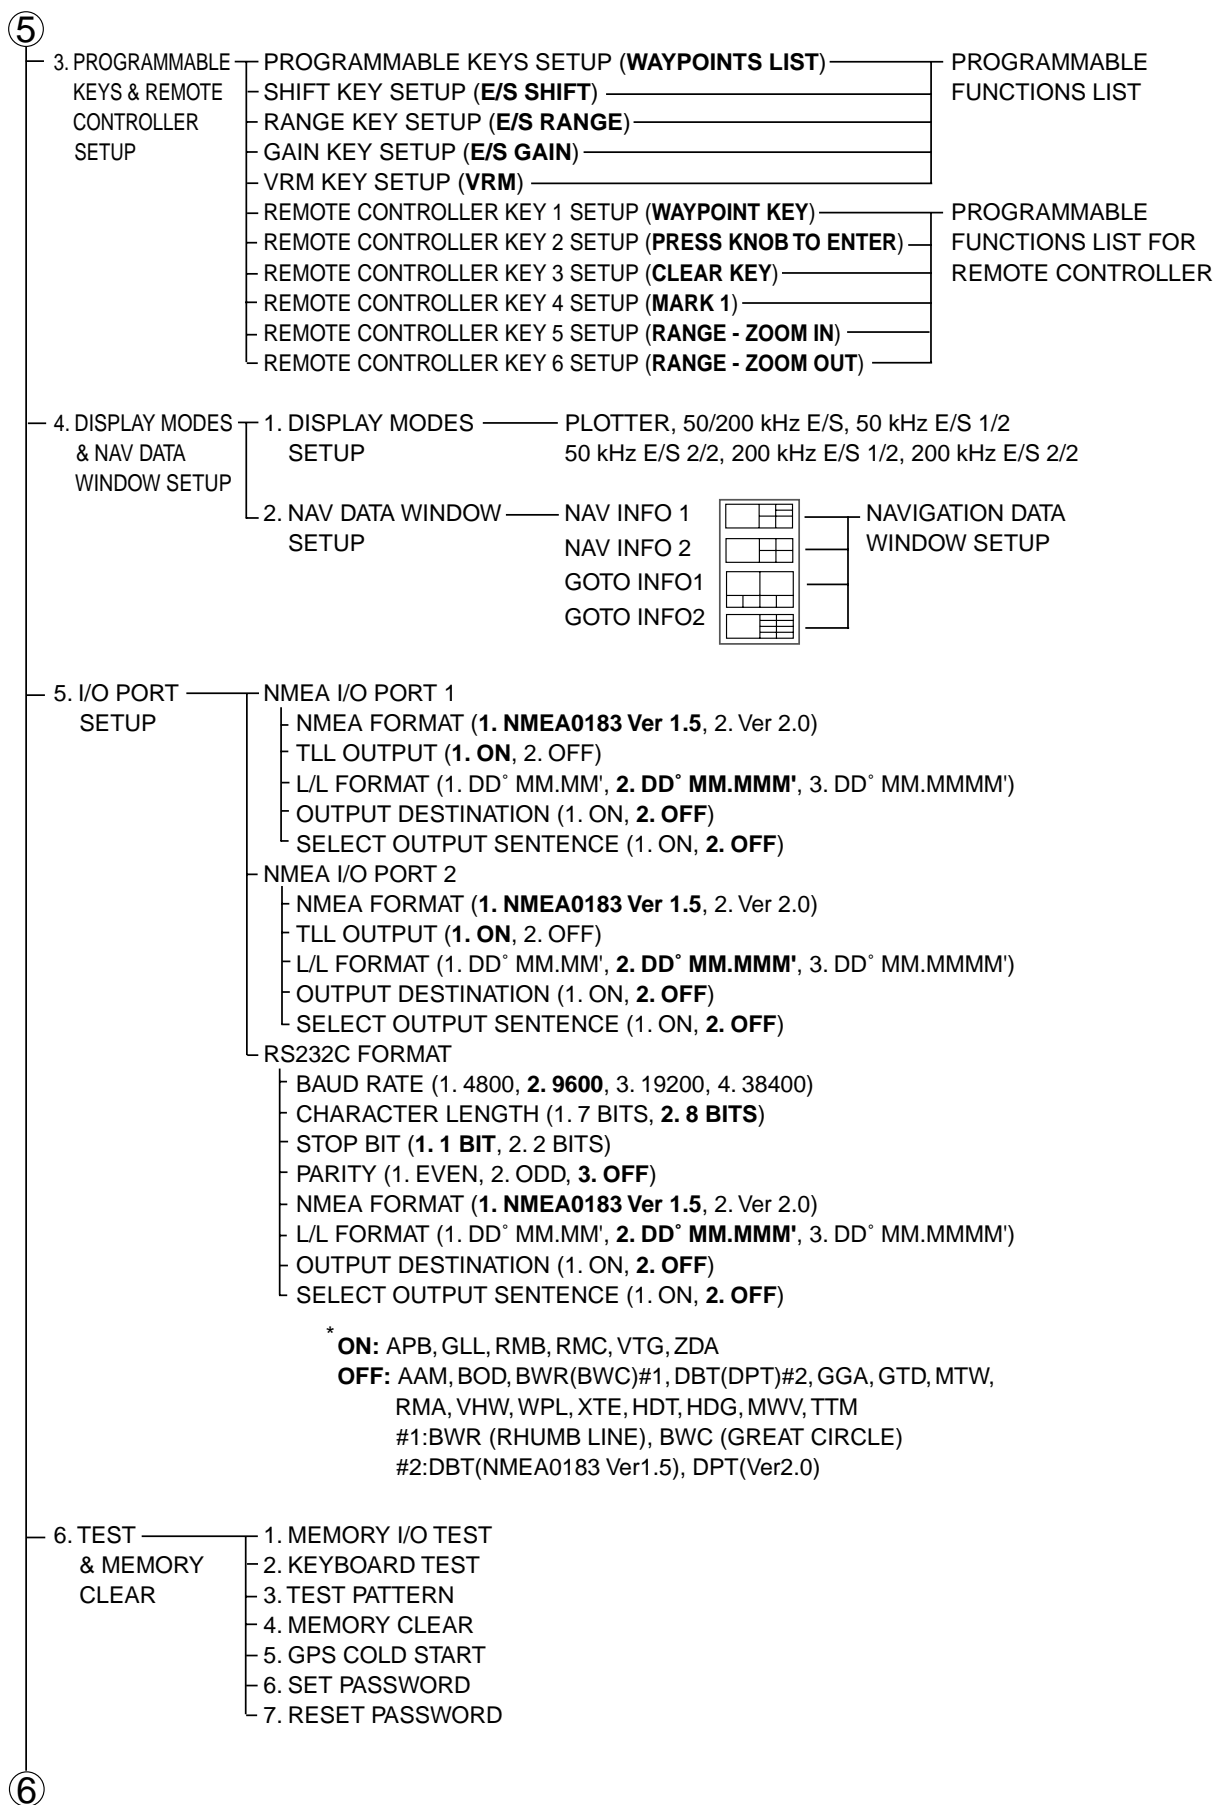 5
3. PROGRAMMABLE KEYS & REMOTE CONTROLLER SETUP
PROGRAMMABLE KEYS SETUP (WAYPOINTS LIST)
SHIFT KEY SETUP (E/S SHIFT)
RANGE KEY SETUP (E/S RANGE)
GAIN KEY SETUP (E/S GAIN)
VRM KEY SETUP (VRM)
PROGRAMMABLE
FUNCTIONS LIST
REMOTE CONTROLLER KEY 1 SETUP (WAYPOINT KEY)
REMOTE CONTROLLER KEY 2 SETUP (PRESS KNOB TO ENTER)
REMOTE CONTROLLER KEY 3 SETUP (CLEAR KEY)
REMOTE CONTROLLER KEY 4 SETUP (MARK 1)
REMOTE CONTROLLER KEY 5 SETUP (RANGE - ZOOM IN)
REMOTE CONTROLLER KEY 6 SETUP (RANGE - ZOOM OUT)
PROGRAMMABLE
FUNCTIONS LIST FOR
REMOTE CONTROLLER
4. DISPLAY MODES
& NAV DATA
WINDOW SETUP
1. DISPLAY MODES
SETUP
PLOTTER, 50/200 kHz E/S, 50 kHz E/S 1/2
50 kHz E/S 2/2, 200 kHz E/S 1/2, 200 kHz E/S 2/2
2. NAV DATA WINDOW
SETUP
NAV INFO 1
NAV INFO 2
GOTO INFO1
GOTO INFO2
NAVIGATION DATA
WINDOW SETUP
5. I/O PORT
SETUP
NMEA I/O PORT 1
NMEA FORMAT (1. NMEA0183 Ver 1.5, 2. Ver 2.0)
TLL OUTPUT (1. ON, 2. OFF)
L/L FORMAT (1. DD° MM.MM', 2. DD° MM.MMM', 3. DD° MM.MMMM')
OUTPUT DESTINATION (1. ON, 2. OFF)
SELECT OUTPUT SENTENCE (1. ON, 2. OFF)
NMEA I/O PORT 2
NMEA FORMAT (1. NMEA0183 Ver 1.5, 2. Ver 2.0)
TLL OUTPUT (1. ON, 2. OFF)
L/L FORMAT (1. DD° MM.MM', 2. DD° MM.MMM', 3. DD° MM.MMMM')
OUTPUT DESTINATION (1. ON, 2. OFF)
SELECT OUTPUT SENTENCE (1. ON, 2. OFF)
RS232C FORMAT
BAUD RATE (1. 4800, 2. 9600, 3. 19200, 4. 38400)
CHARACTER LENGTH (1. 7 BITS, 2. 8 BITS)
STOP BIT (1. 1 BIT, 2. 2 BITS)
PARITY (1. EVEN, 2. ODD, 3. OFF)
NMEA FORMAT (1. NMEA0183 Ver 1.5, 2. Ver 2.0)
L/L FORMAT (1. DD° MM.MM', 2. DD° MM.MMM', 3. DD° MM.MMMM')
OUTPUT DESTINATION (1. ON, 2. OFF)
SELECT OUTPUT SENTENCE (1. ON, 2. OFF)
* ON: APB, GLL, RMB, RMC, VTG, ZDA
OFF: AAM, BOD, BWR(BWC)#1, DBT(DPT)#2, GGA, GTD, MTW,
RMA, VHW, WPL, XTE, HDT, HDG, MWV, TTM
#1:BWR (RHUMB LINE), BWC (GREAT CIRCLE)
#2:DBT(NMEA0183 Ver1.5), DPT(Ver2.0)
6. TEST
& MEMORY
CLEAR
1. MEMORY I/O TEST
2. KEYBOARD TEST
3. TEST PATTERN
4. MEMORY CLEAR
5. GPS COLD START
6. SET PASSWORD
7. RESET PASSWORD
6